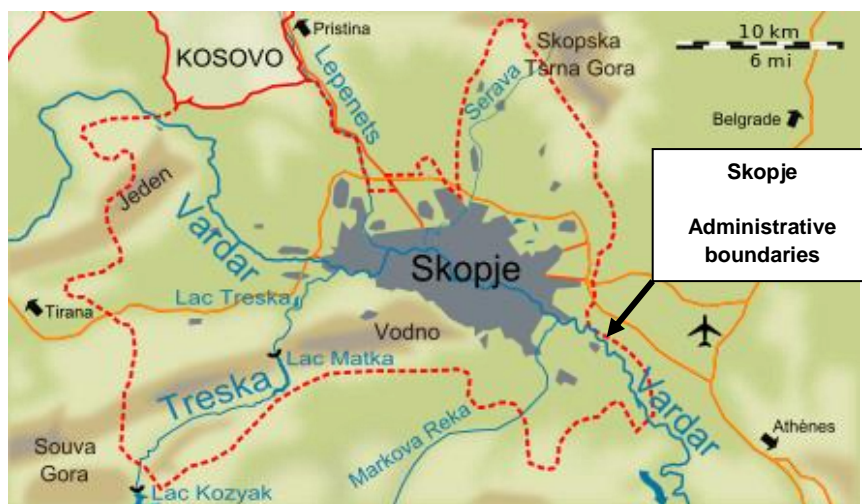 Pristina
10 km
6 mi
KOSOVO
Lepenets
Skopska
Tsrna Gora
Serava
Belgrade
Skopje
Administrative
boundaries
Jeden
Vardar
Skopje
Lac Treska
Tirana
Vodno
Lac Matka
Treska
Vardar
Souva
Gora
Markova Reka
Athènes
Lac Kozyak